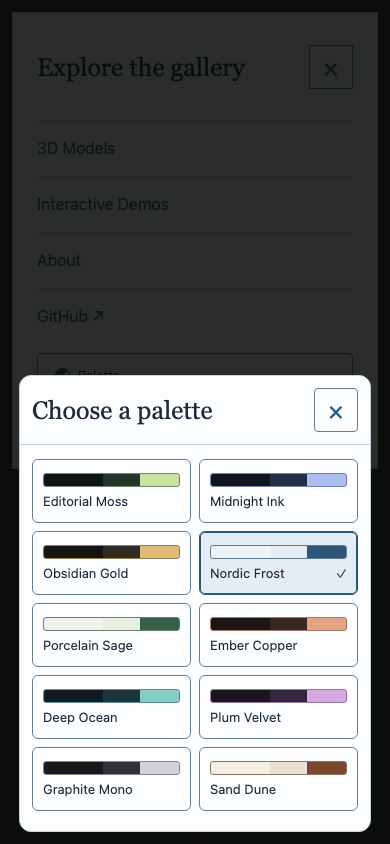 Explore the gallery
3D Models
Interactive Demos
About
GitHub ↗
Palette
Choose a palette
Editorial Moss
Midnight Ink
Obsidian Gold
Nordic Frost
Porcelain Sage
Ember Copper
Deep Ocean
Plum Velvet
Graphite Mono
Sand Dune